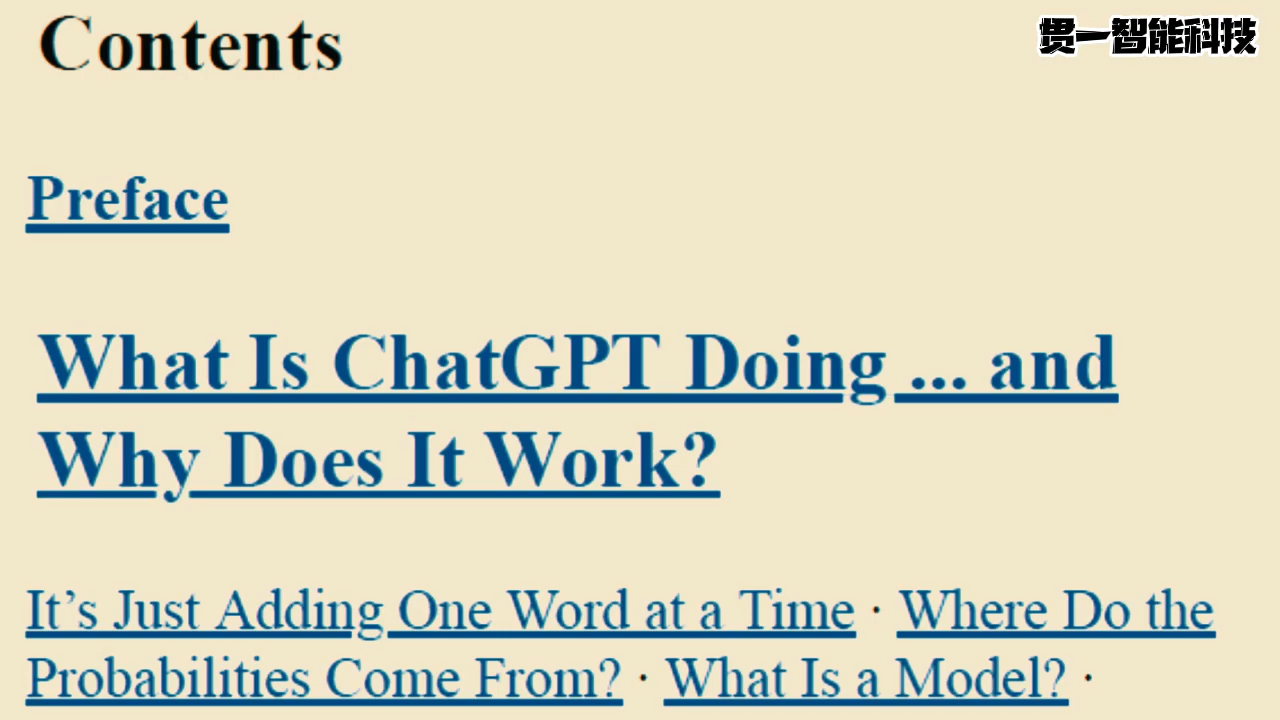 Contents
贯一智能科技
Preface
What Is ChatGPT Doing ... and
Why Does It Work?
It’s Just Adding One Word at a Time · Where Do the
Probabilities Come From? · What Is a Model? ·